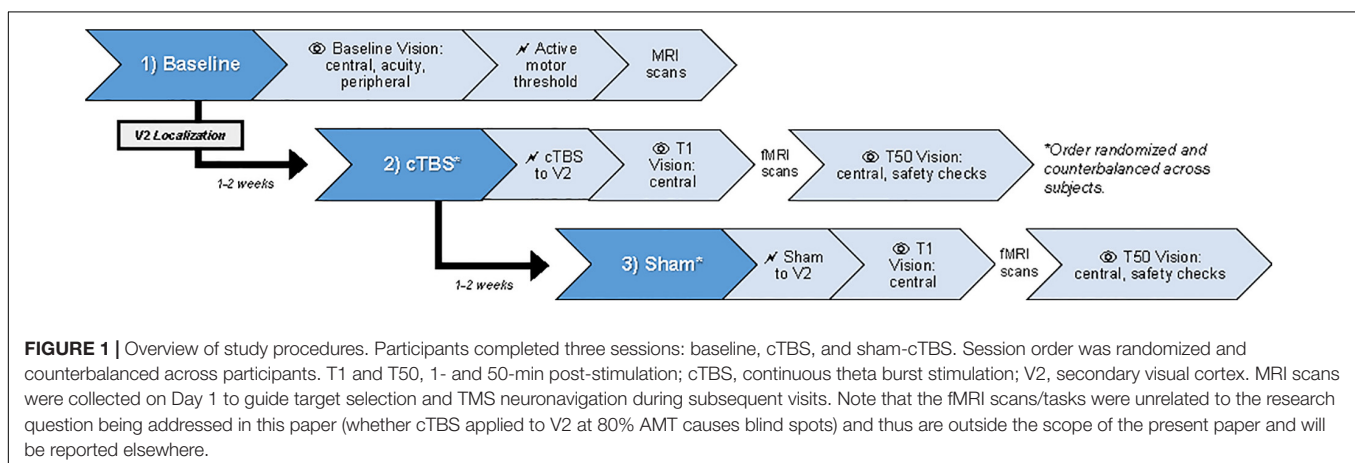 1) Baseline
Baseline Vision:
central, acuity,
peripheral
Active
motor
threshold
MRI
scans
V2 Localization
1-2 weeks
2) cTBS*
cTBS
to V2
T1
Vision:
central
fMRI
scans
T50 Vision:
central, safety checks
*Order randomized and
counterbalanced across
subjects.
1-2 weeks
3) Sham*
Sham
to V2
T1
Vision:
central
fMRI
scans
T50 Vision:
central, safety checks
FIGURE 1 | Overview of study procedures. Participants completed three sessions: baseline, cTBS, and sham-cTBS. Session order was randomized and
counterbalanced across participants. T1 and T50, 1- and 50-min post-stimulation; cTBS, continuous theta burst stimulation; V2, secondary visual cortex. MRI scans
were collected on Day 1 to guide target selection and TMS neuronavigation during subsequent visits. Note that the fMRI scans/tasks were unrelated to the research
question being addressed in this paper (whether cTBS applied to V2 at 80% AMT causes blind spots) and thus are outside the scope of the present paper and will
be reported elsewhere.